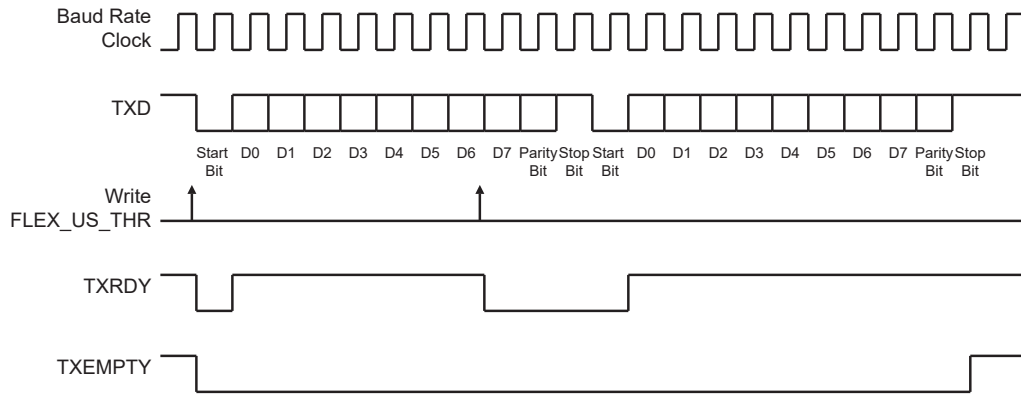 Baud Rate
Clock
TXD
Start D0 D1 D2 D3 D4 D5 D6 D7 Parity Stop Start D0 D1 D2 D3 D4 D5 D6 D7 Parity Stop
Bit Bit Bit Bit Bit Bit
Write
FLEX_US_THR
TXRDY
TXEMPTY